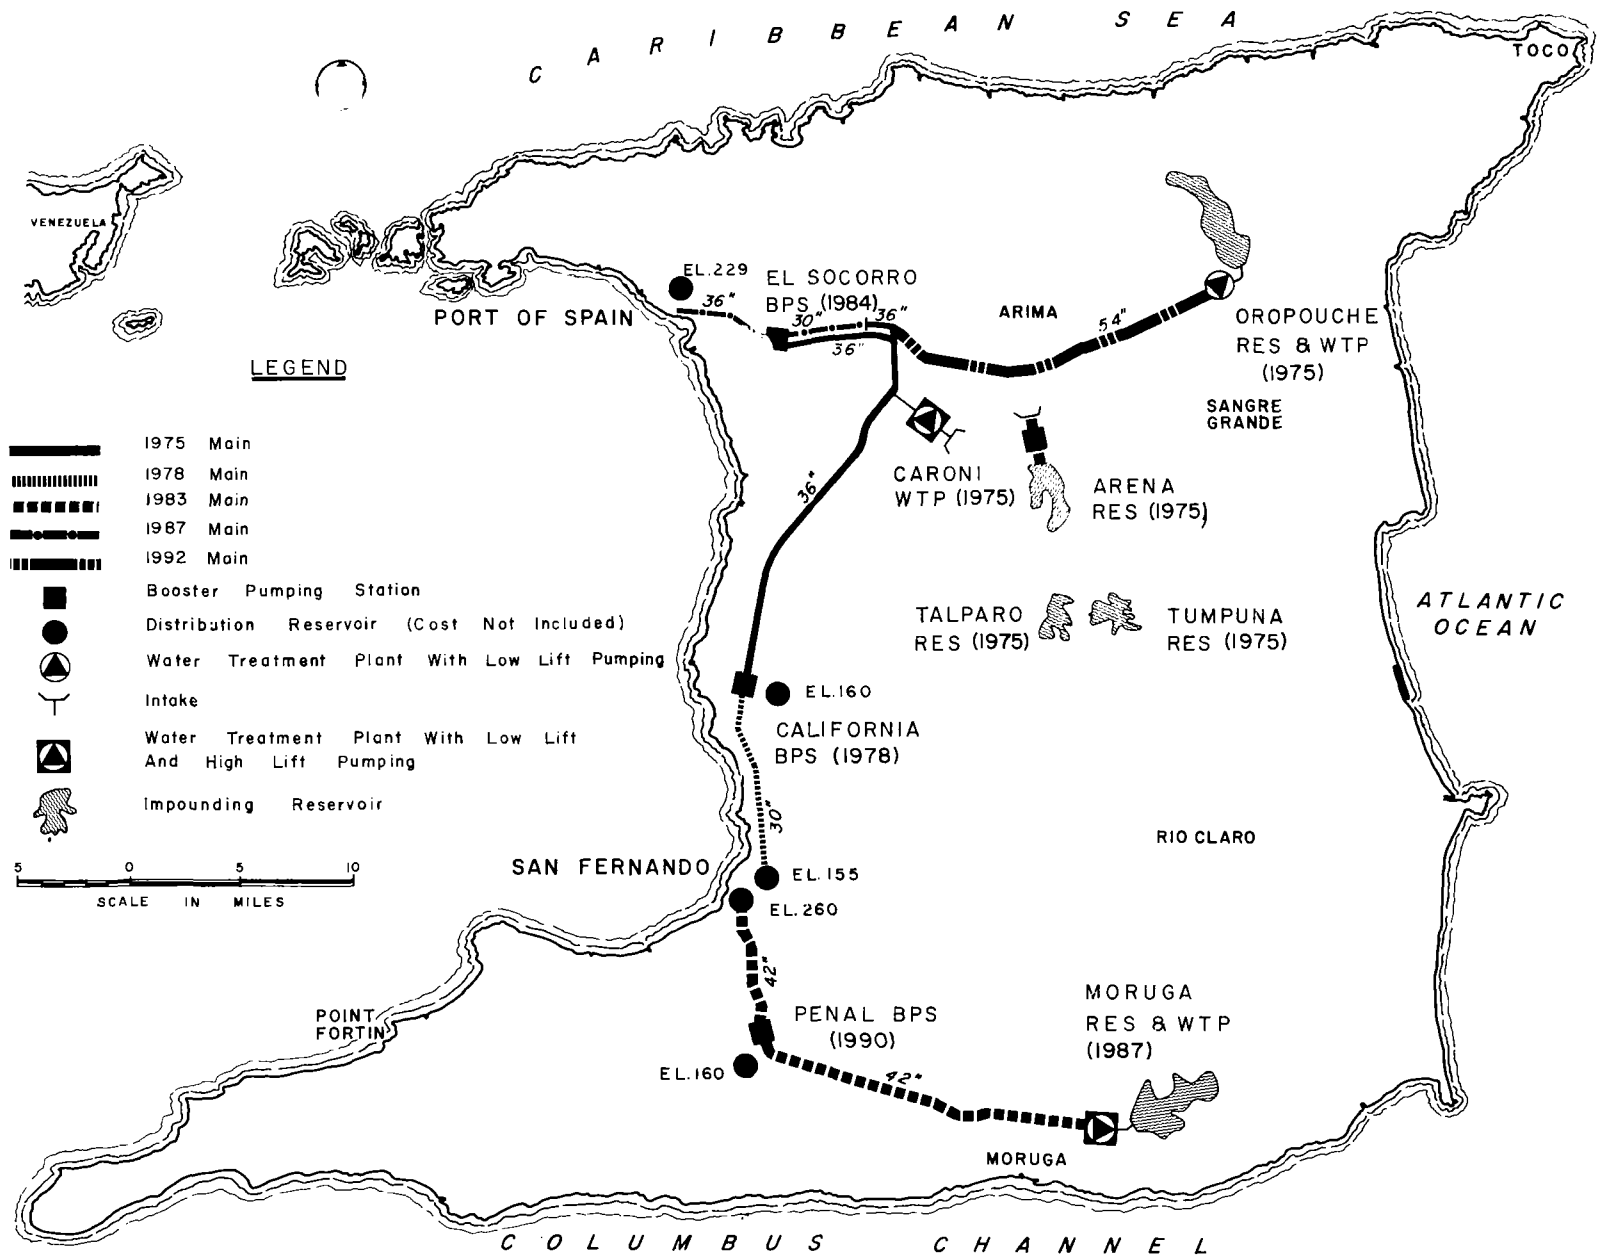 CARIBBEAN SEA
TOCO
VENEZUELA
EL.229
EL SOCORRO
BPS (1984)
36"
30"
36"
36"
PORT OF SPAIN
ARIMA
54"
OROPOUCHE
RES & WTP
(1975)
SANGRE
GRANDE
CARONI
WTP (1975)
ARENA
RES (1975)
36"
TALPARO
RES (1975)
TUMPUNA
RES (1975)
ATLANTIC
OCEAN
LEGEND
1975 Main
1978 Main
1983 Main
1987 Main
1992 Main
Booster Pumping Station
Distribution Reservoir (Cost Not Included)
Water Treatment Plant With Low Lift Pumping
Intake
Water Treatment Plant With Low Lift
And High Lift Pumping
Impounding Reservoir
5 0 5 10
SCALE IN MILES
EL.160
CALIFORNIA
BPS (1978)
30"
RIO CLARO
SAN FERNANDO
EL.155
EL.260
42"
POINT
FORTIN
PENAL BPS
(1990)
EL.160
42"
MORUGA
RES & WTP
(1987)
MORUGA
COLUMBUS CHANNEL